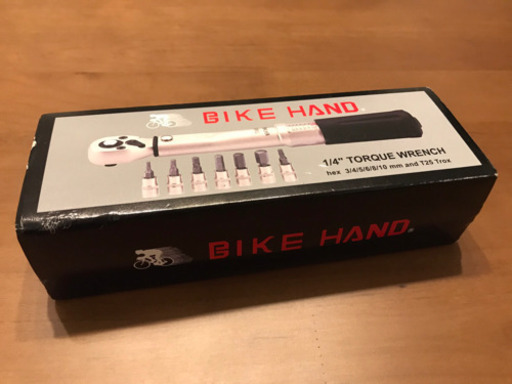 BIKE HAND®
1/4" TORQUE WRENCH
hex 3/4/5/6/8/10 mm and T25 Trox
BIKE HAND®